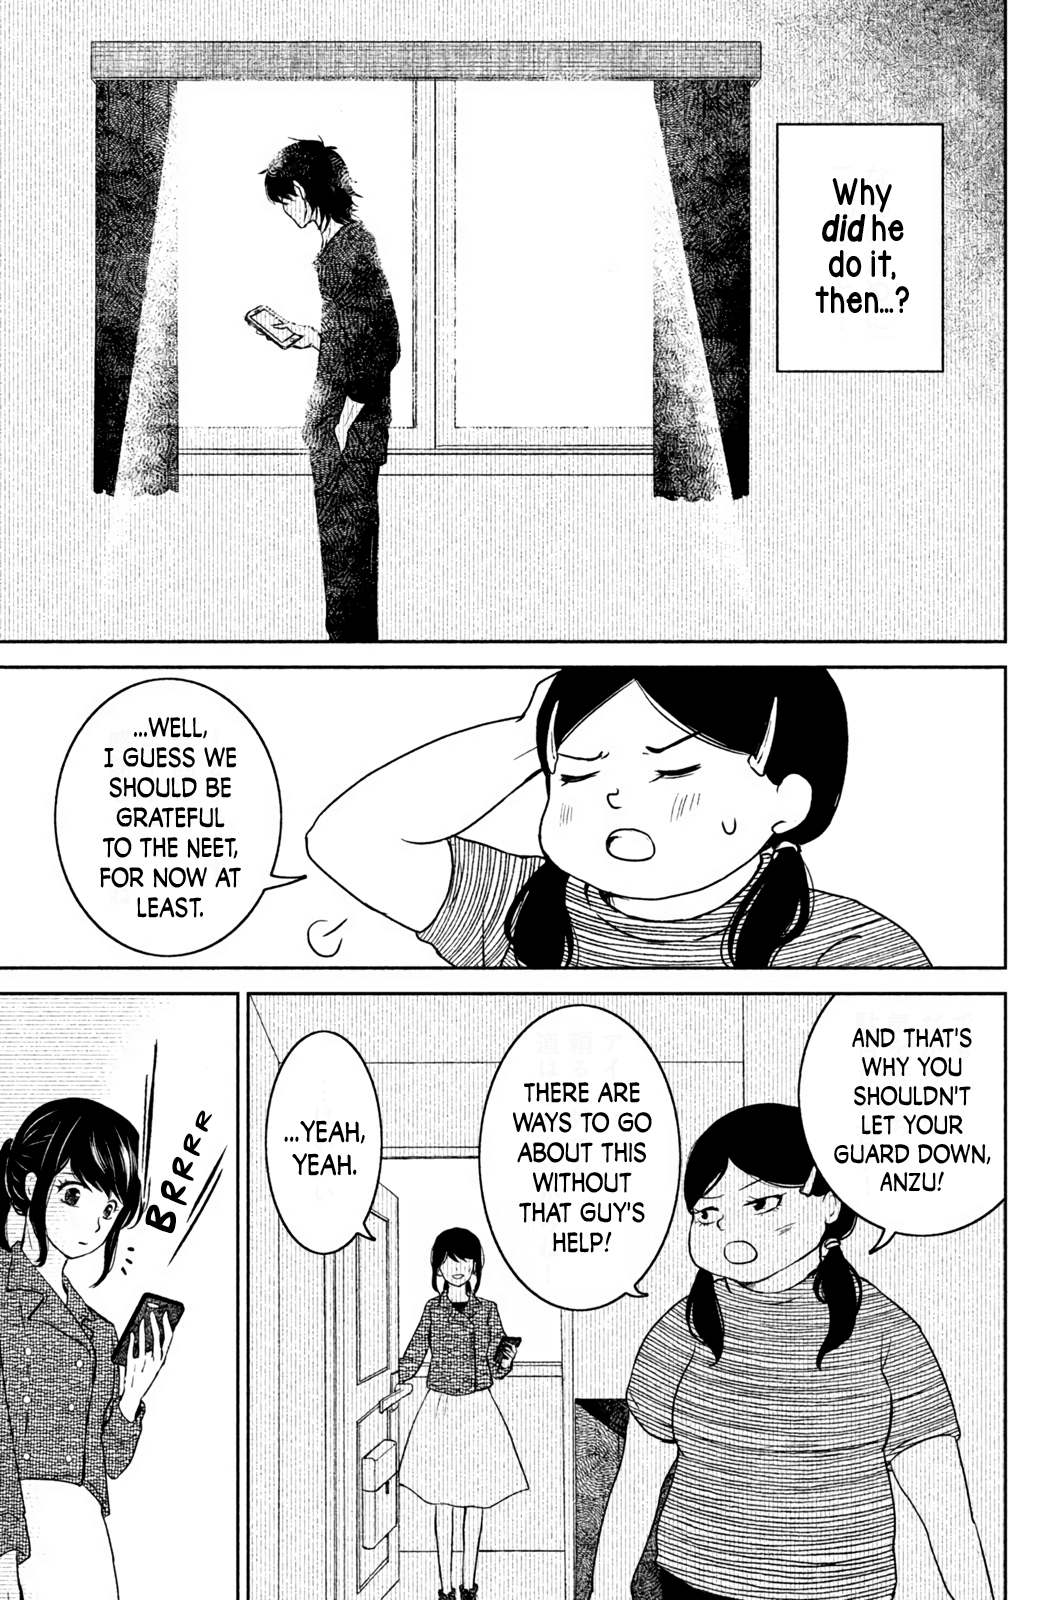 Why
did he
do it,
then...?
...WELL,
I GUESS WE
SHOULD BE
GRATEFUL
TO THE NEET,
FOR NOW AT
LEAST.
AND THAT'S
WHY YOU
SHOULDN'T
LET YOUR
GUARD DOWN,
ANZU!
THERE ARE
WAYS TO GO
ABOUT THIS
WITHOUT
THAT GUY'S
HELP!
...YEAH,
YEAH.
BRRRR